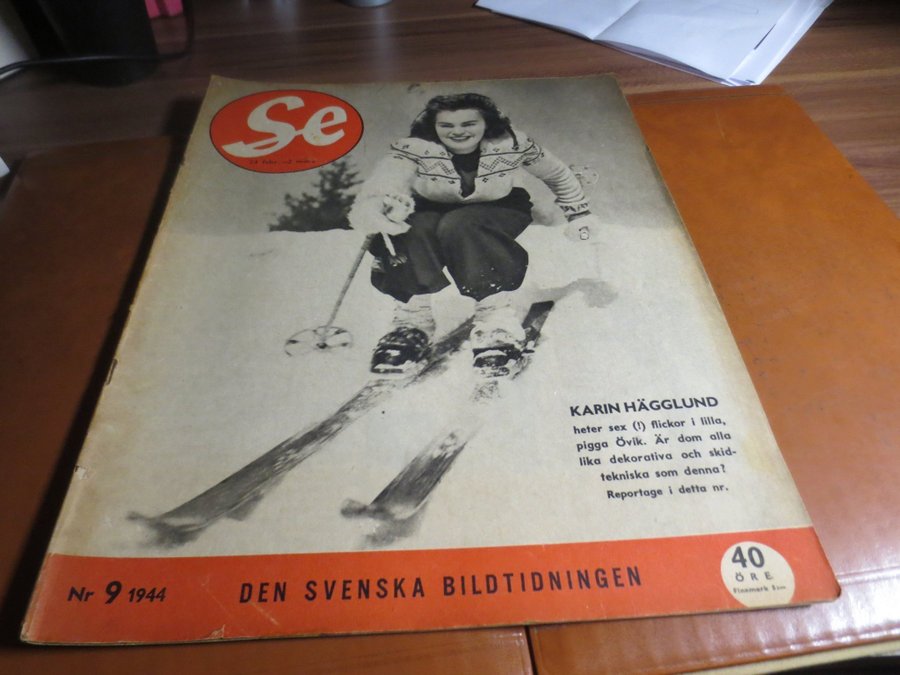 Se
KARIN HÄGGLUND
heter sex (!) flickor i lilla,
pigga Övik. Är dom alla
lika dekorativa och skid-
tekniska som denna?
Reportage i detta nr.
Nr 9 1944
DEN SVENSKA BILDTIDNINGEN
40
ÖRE
Finnmark